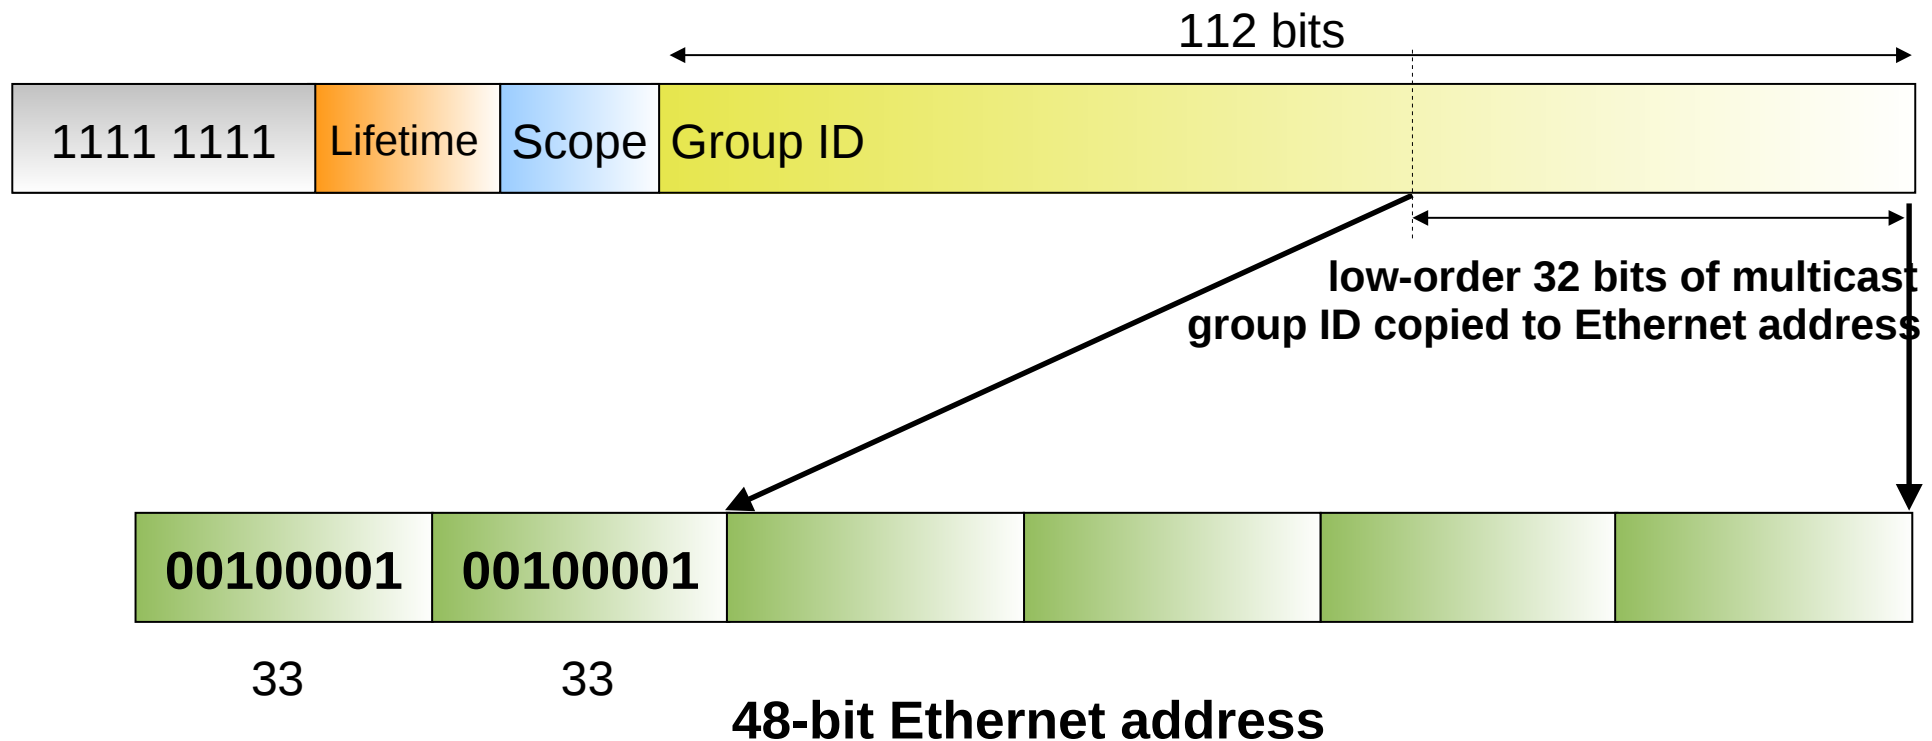 112 bits
1111 1111 Lifetime Scope Group ID
low-order 32 bits of multicast
group ID copied to Ethernet address
00100001 00100001
33 33
48-bit Ethernet address